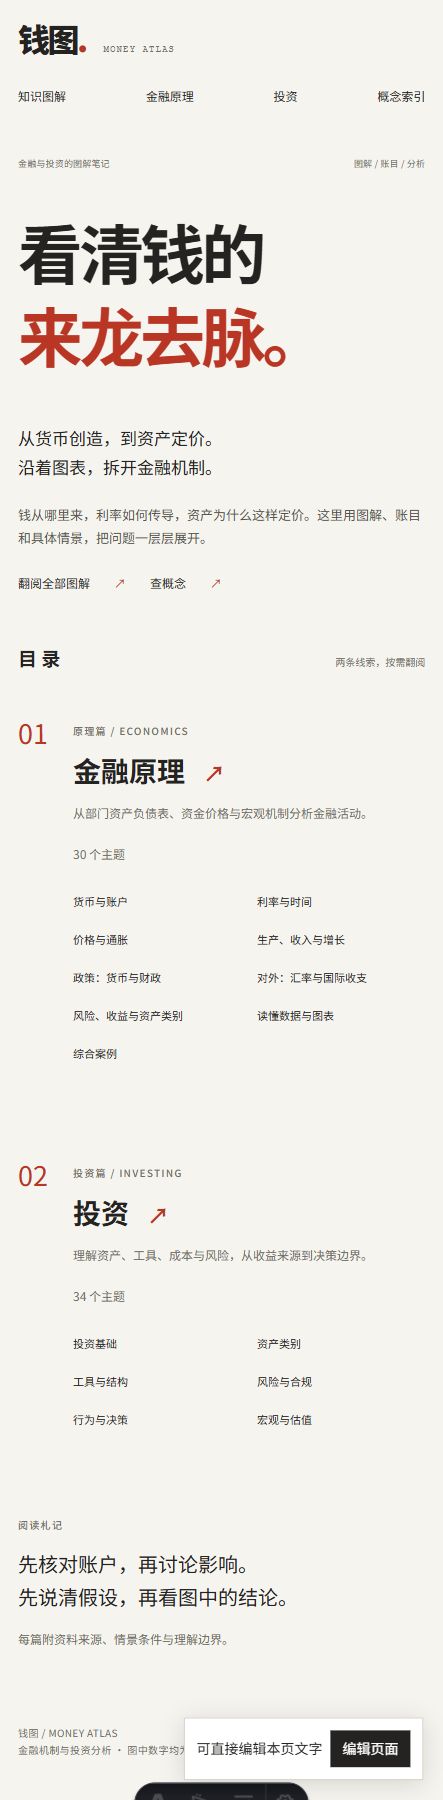 钱图. MONEY ATLAS
知识图解 金融原理 投资 概念索引
金融与投资的图解笔记 图解 / 账目 / 分析
看清钱的
来龙去脉。
从货币创造，到资产定价。
沿着图表，拆开金融机制。
钱从哪里来，利率如何传导，资产为什么这样定价。这里用图解、账目
和具体情景，把问题一层层展开。
翻阅全部图解 ↗ 查概念 ↗
目录 两条线索，按需翻阅
01 原理篇 / ECONOMICS
金融原理 ↗
从部门资产负债表、资金价格与宏观机制分析金融活动。
30 个主题
货币与账户 利率与时间
价格与通胀 生产、收入与增长
政策：货币与财政 对外：汇率与国际收支
风险、收益与资产类别 读懂数据与图表
综合案例
02 投资篇 / INVESTING
投资 ↗
理解资产、工具、成本与风险，从收益来源到决策边界。
34 个主题
投资基础 资产类别
工具与结构 风险与合规
行为与决策 宏观与估值
阅读札记
先核对账户，再讨论影响。
先说清假设，再看图中的结论。
每篇附资料来源、情景条件与理解边界。
钱图 / MONEY ATLAS
金融机制与投资分析 · 图中数字均为
可直接编辑本页文字 编辑页面